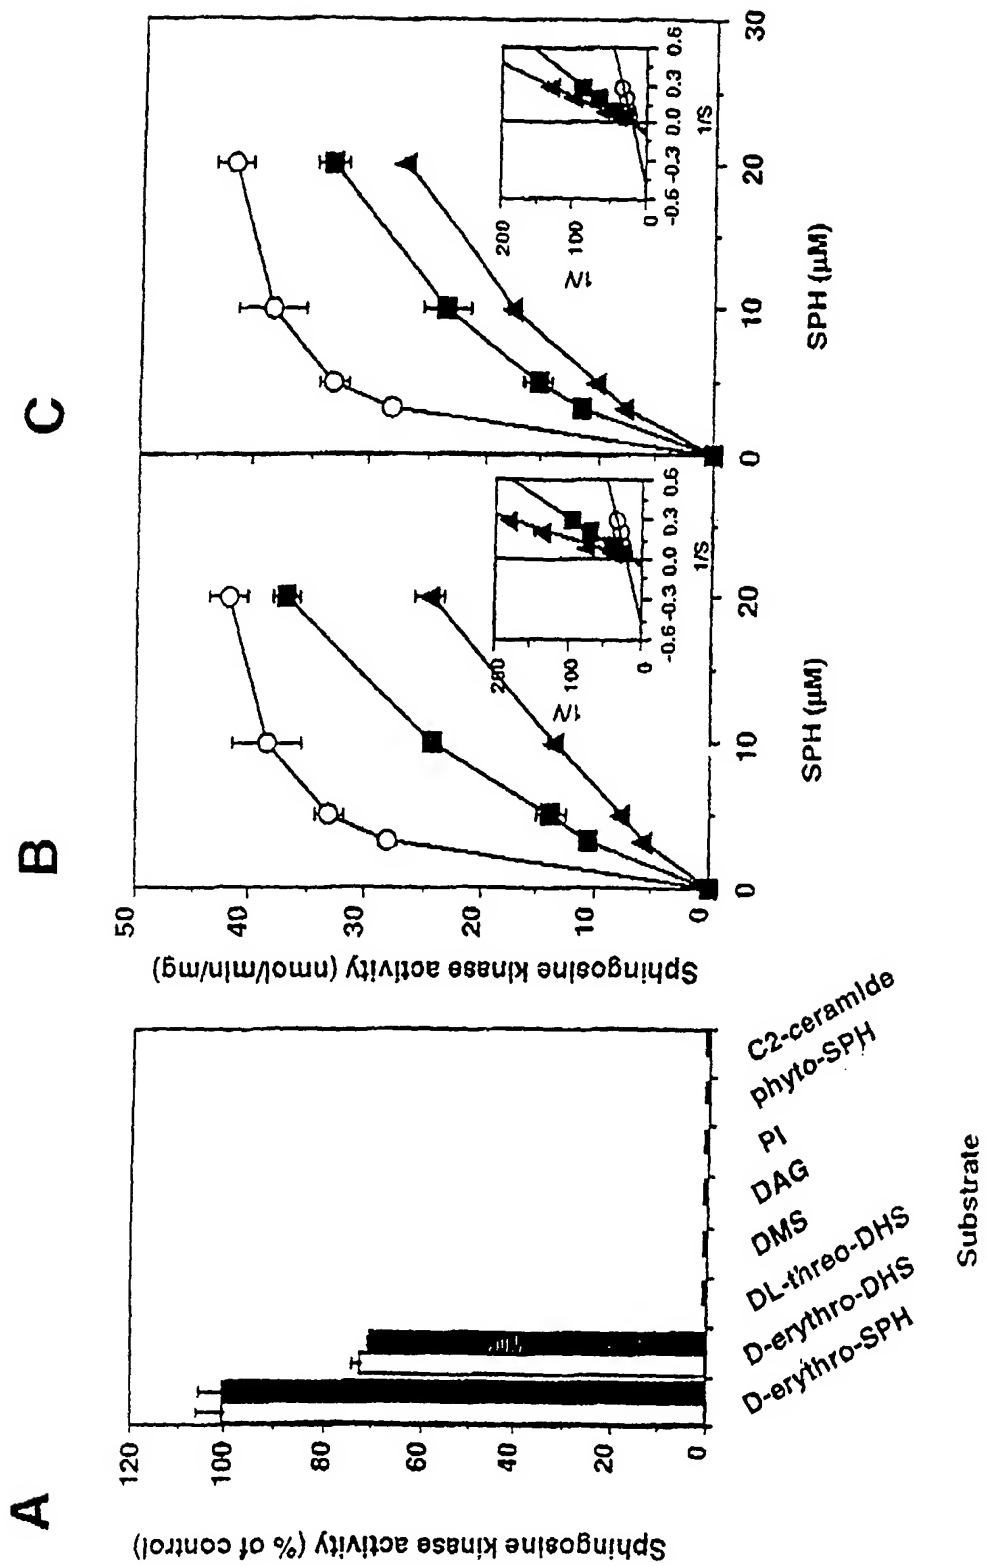 A
Sphingosine kinase activity (% of control)
120
100
80
60
40
20
0
D-erythro-SPH
D-erythro-DHS
DL-threo-DHS
DMS
DAG
PI
phyto-SPH
C2-ceramide
Substrate
B
Sphingosine kinase activity (nmol/min/mg)
50
40
30
20
10
0
0
10
20
SPH (µM)
200
100
0
1/V
-0.6
-0.3
0.0
0.3
0.6
1/S
C
0
10
20
30
SPH (µM)
200
100
0
1/V
-0.6
-0.3
0.0
0.3
0.6
1/S